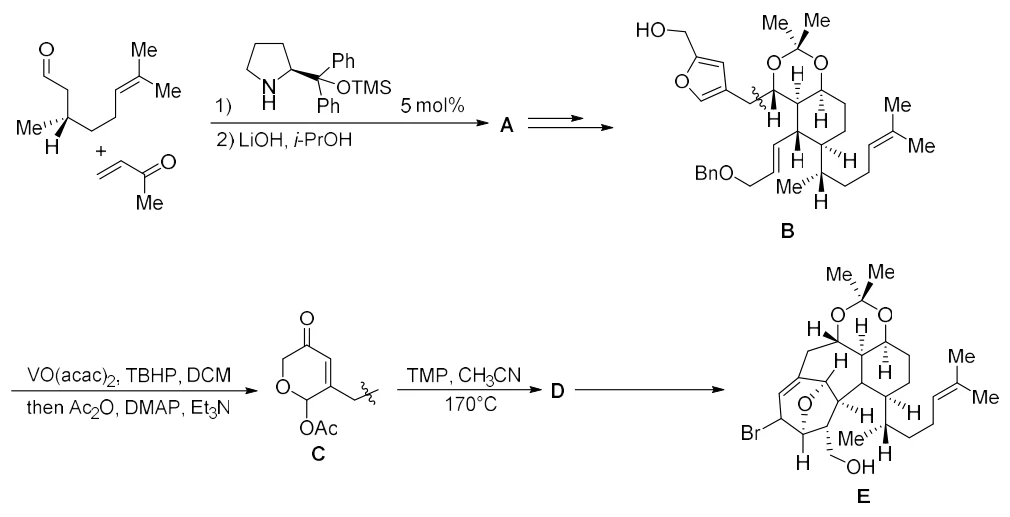 O
Me
Me
Me
H
+
O
Me
N
H
Ph
OTMS
Ph
1) 5 mol%
2) LiOH, i-PrOH
A
HO
O
Me Me
O O
H
H H
BnO
H H
Me
H
Me
Me
B
VO(acac)2, TBHP, DCM
then Ac2O, DMAP, Et3N
O
O
OAc
C
TMP, CH3CN
170°C
D
Me Me
O O
H H
H H
O
H H
Br
H
Me
H
OH
Me
Me
E